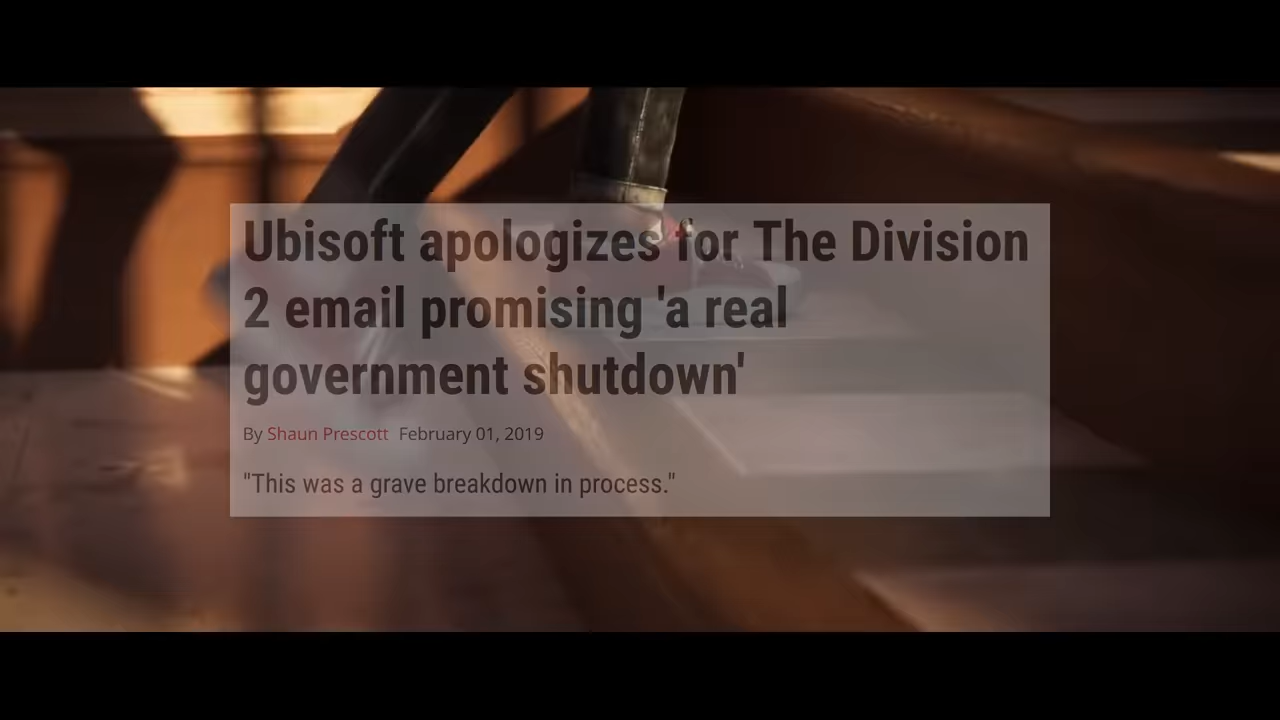 Ubisoft apologizes for The Division
2 email promising 'a real
government shutdown'
By Shaun Prescott February 01, 2019
"This was a grave breakdown in process."